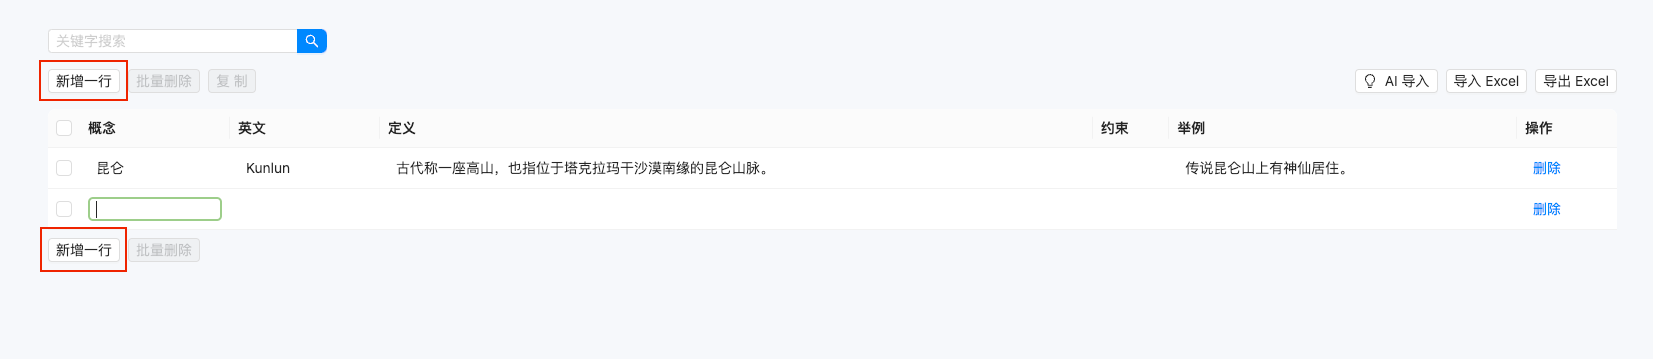 关键字搜索
新增一行 批量删除 复 制 AI 导入 导入 Excel 导出 Excel
概念 英文 定义 约束 举例 操作
昆仑 Kunlun 古代称一座高山，也指位于塔克拉玛干沙漠南缘的昆仑山脉。 传说昆仑山上有神仙居住。 删除
删除
新增一行 批量删除